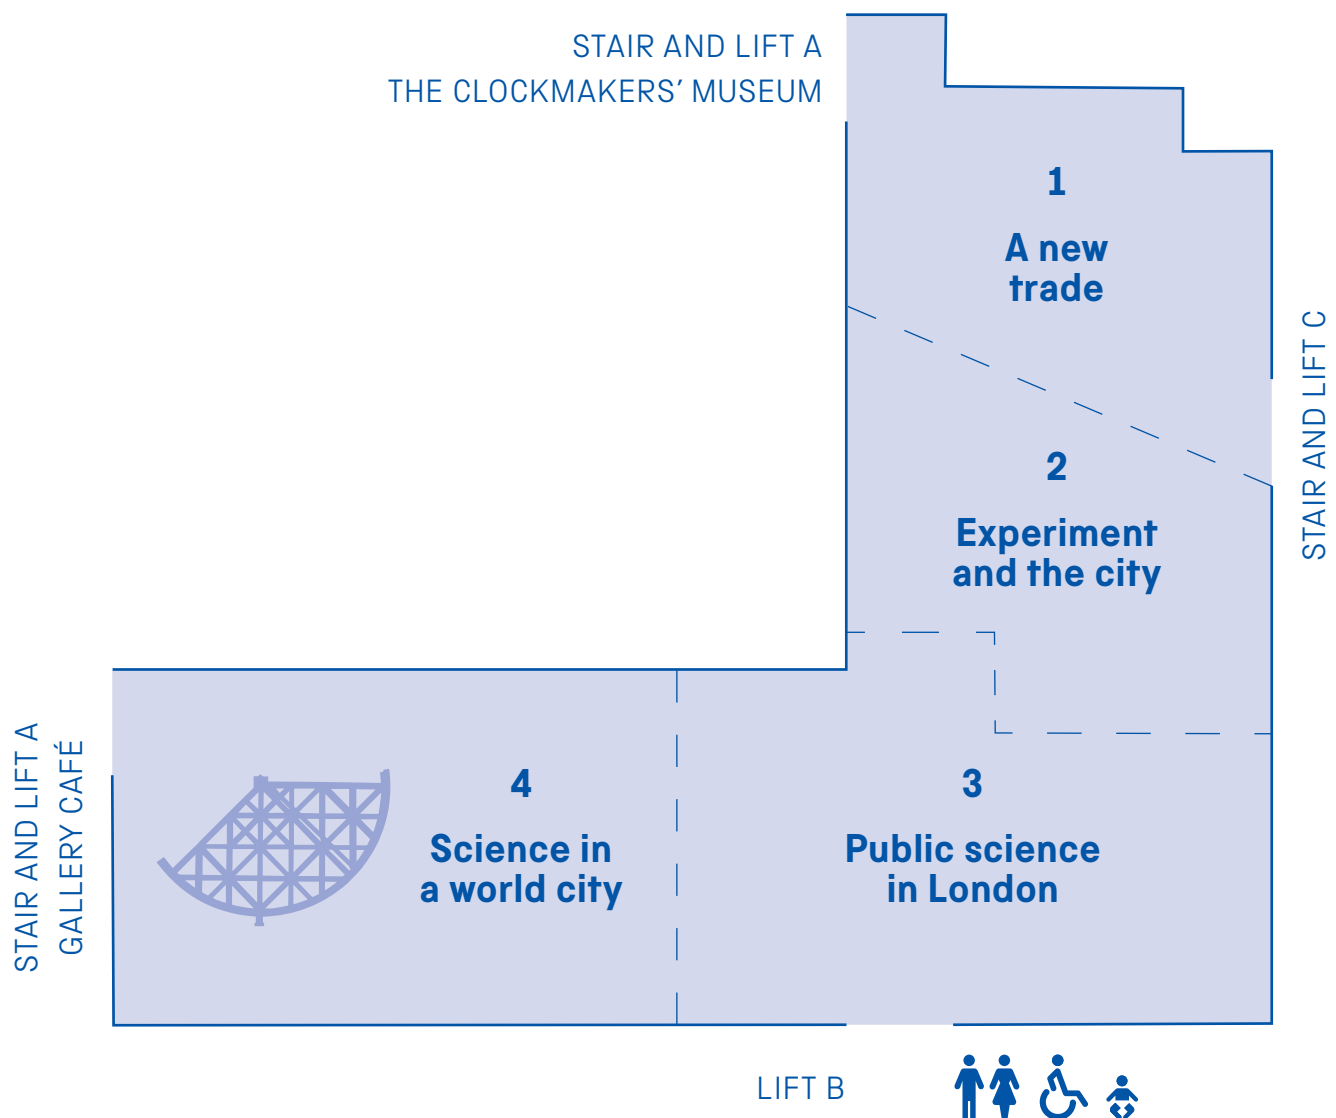 STAIR AND LIFT A
THE CLOCKMAKERS’ MUSEUM
1
A new
trade
STAIR AND LIFT C
2
Experiment
and the city
STAIR AND LIFT A
GALLERY CAFÉ
4
Science in
a world city
3
Public science
in London
LIFT B